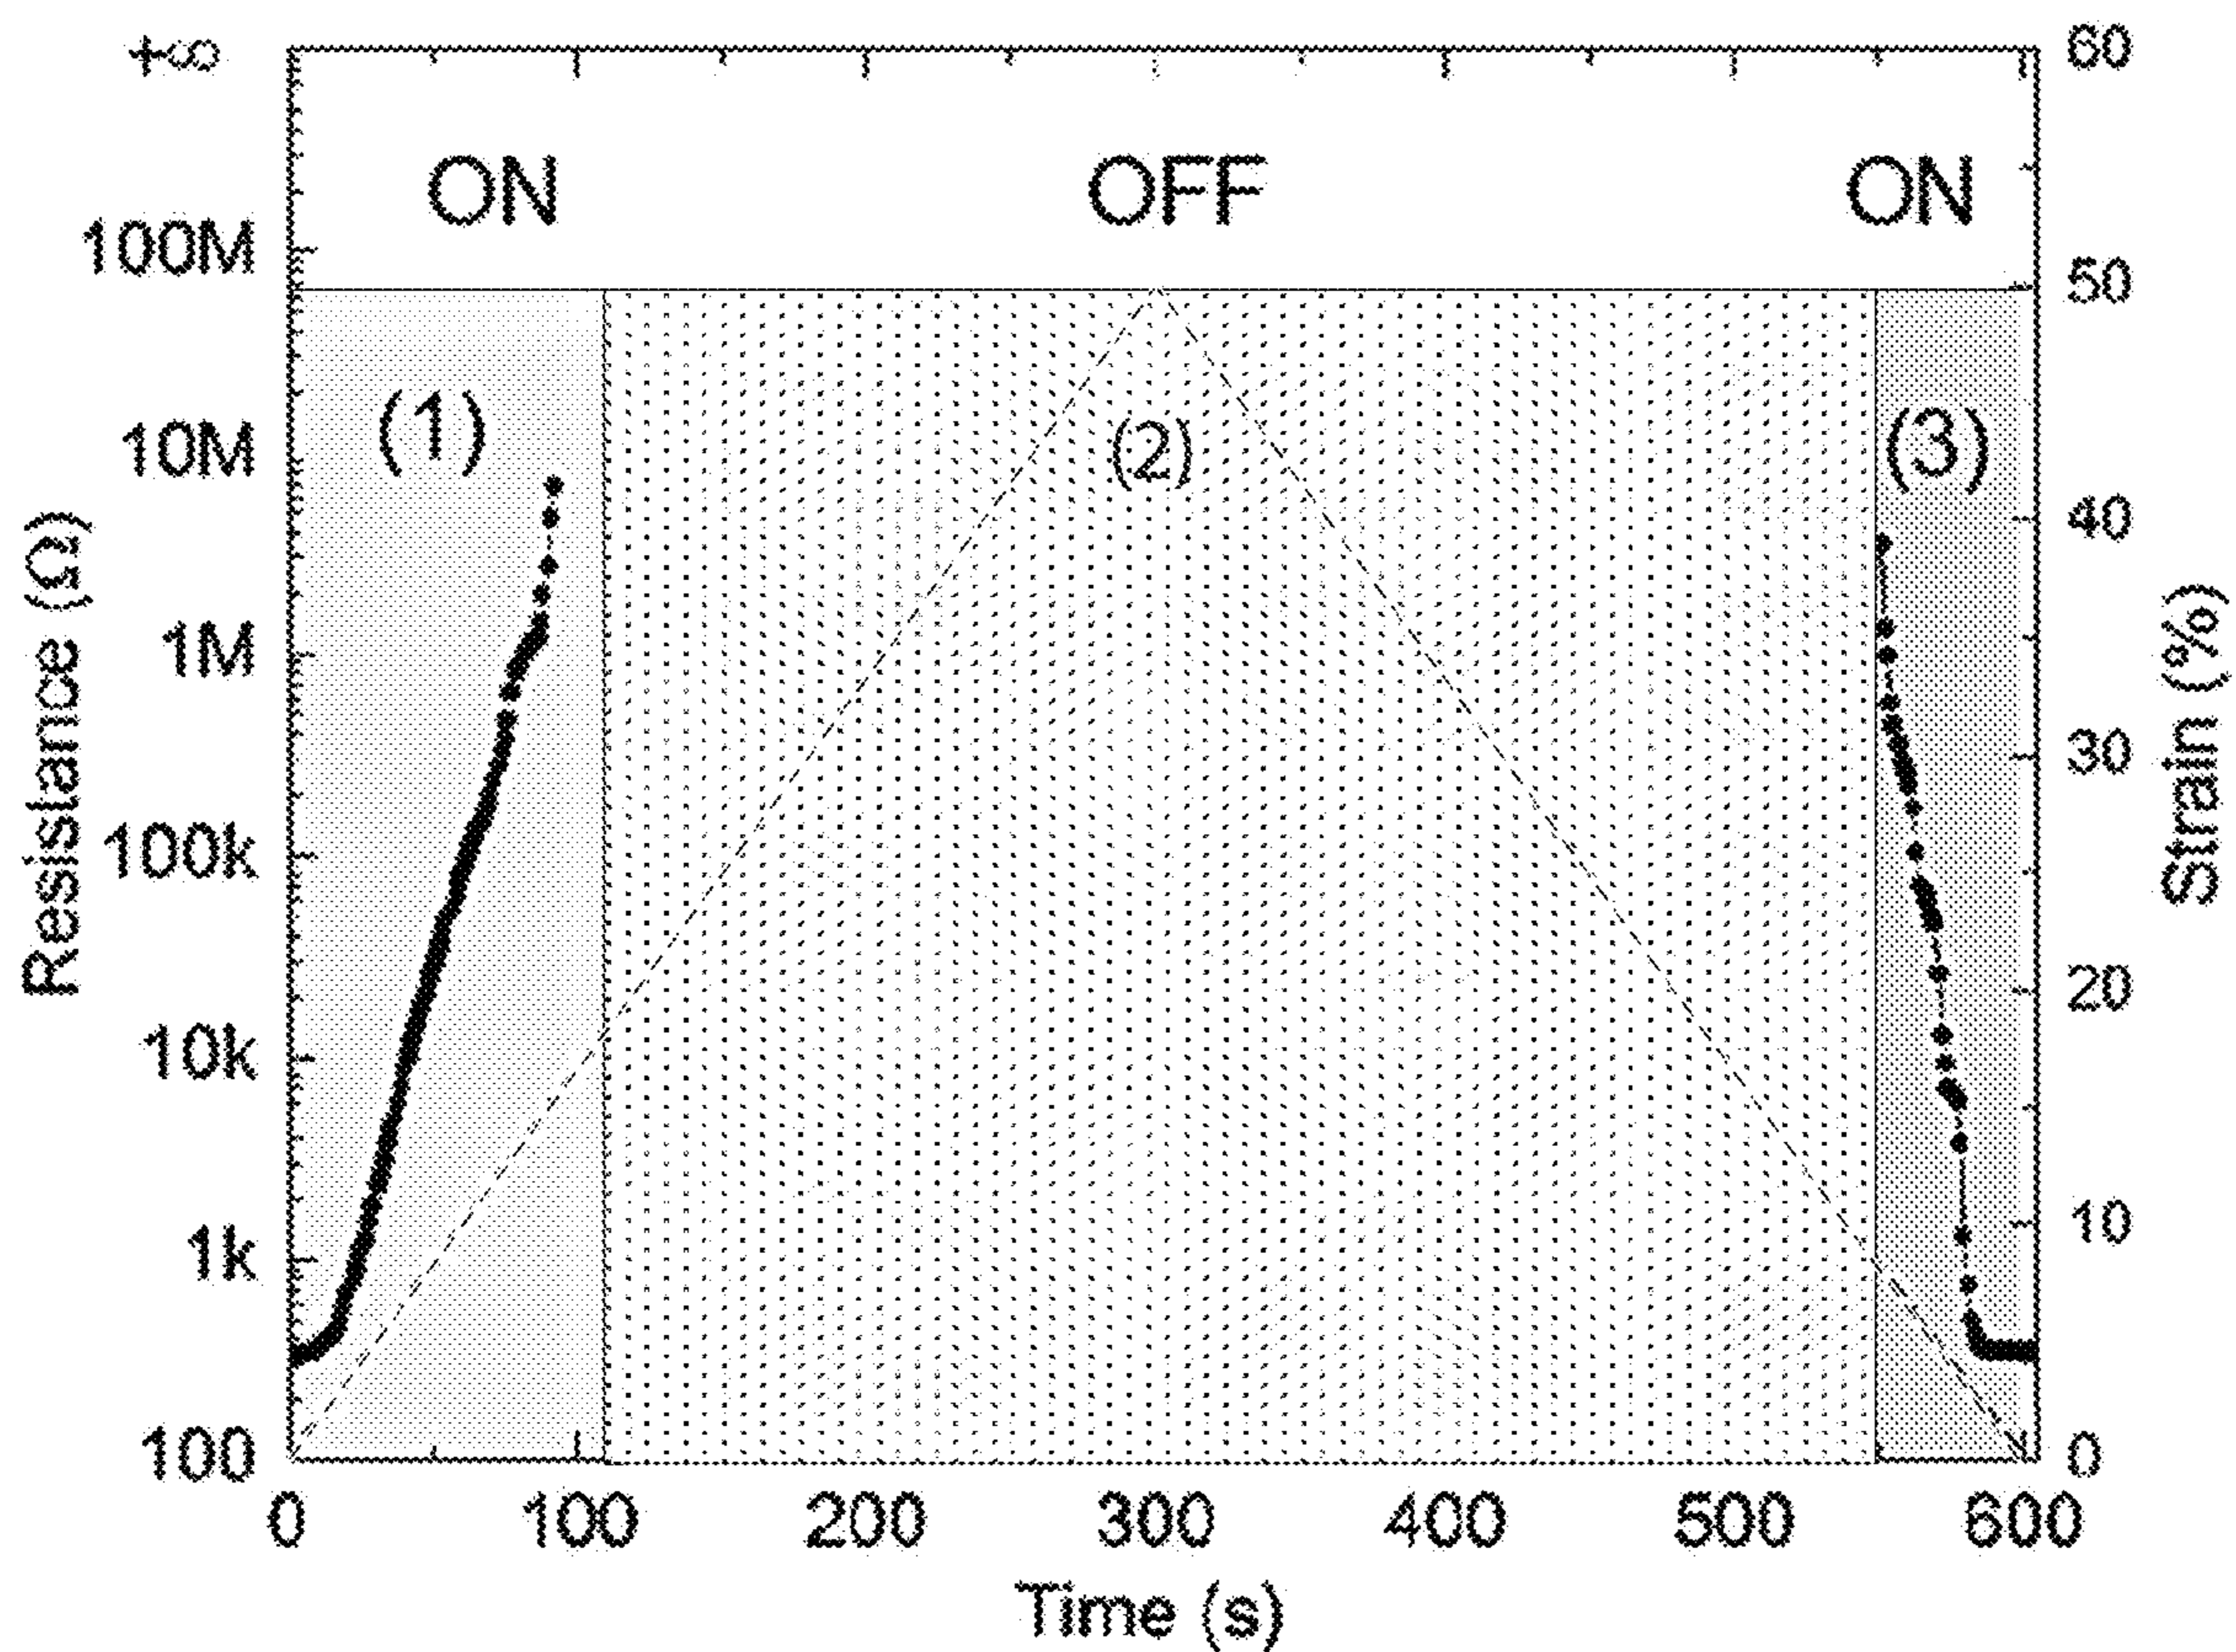 +∞
60
ON
OFF
ON
100M
50
(1)
(2)
(3)
10M
40
1M
30
100k
20
10k
10
1k
100
0
Resistance (Ω)
Strain (%)
0
100
200
300
400
500
600
Time (s)